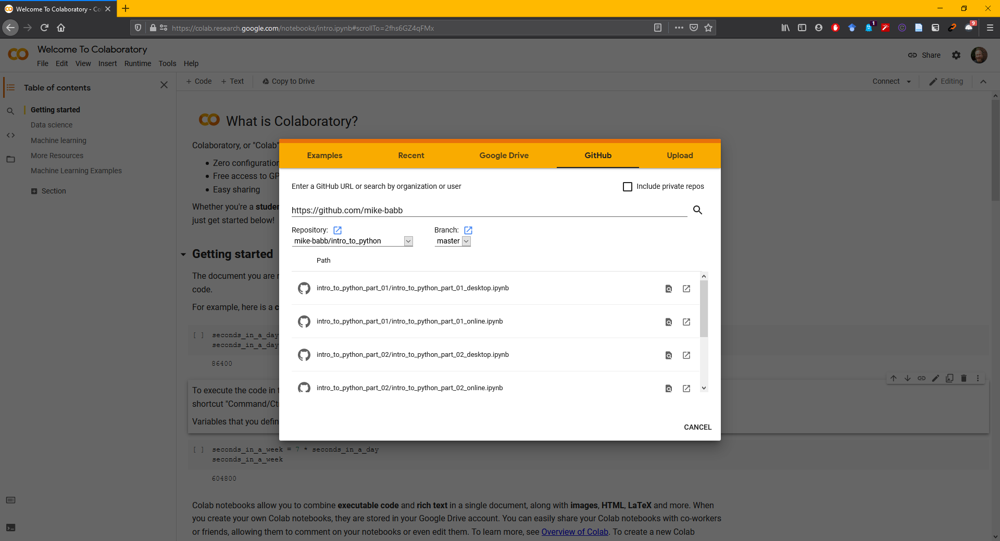 Welcome To Colaboratory - Co
https://colab.research.google.com/notebooks/intro.ipynb#scrollTo=2fhs6GZ4qFMx
1
9
Welcome To Colaboratory
File Edit View Insert Runtime Tools Help
Share
Table of contents
+ Code + Text Copy to Drive
Connect Editing
Getting started
Data science
Machine learning
More Resources
Machine Learning Examples
Section
What is Colaboratory?
Colaboratory, or "Colab"
Zero configuration
Free access to GP
Easy sharing
Whether you're a studen
just get started below!
Getting started
The document you are r
code.
For example, here is a c
[ ] seconds_in_a_day
seconds_in_a_day
86400
To execute the code in t
shortcut "Command/Ct
Variables that you defin
Examples Recent Google Drive GitHub Upload
Enter a GitHub URL or search by organization or user
Include private repos
https://github.com/mike-babb
Repository: Branch:
mike-babb/intro_to_python master
Path
intro_to_python_part_01/intro_to_python_part_01_desktop.ipynb
intro_to_python_part_01/intro_to_python_part_01_online.ipynb
intro_to_python_part_02/intro_to_python_part_02_desktop.ipynb
intro_to_python_part_02/intro_to_python_part_02_online.ipynb
CANCEL
[ ] seconds_in_a_week = 7 * seconds_in_a_day
seconds_in_a_week
604800
Colab notebooks allow you to combine executable code and rich text in a single document, along with images, HTML, LaTeX and more. When
you create your own Colab notebooks, they are stored in your Google Drive account. You can easily share your Colab notebooks with co-workers
or friends, allowing them to comment on your notebooks or even edit them. To learn more, see Overview of Colab. To create a new Colab